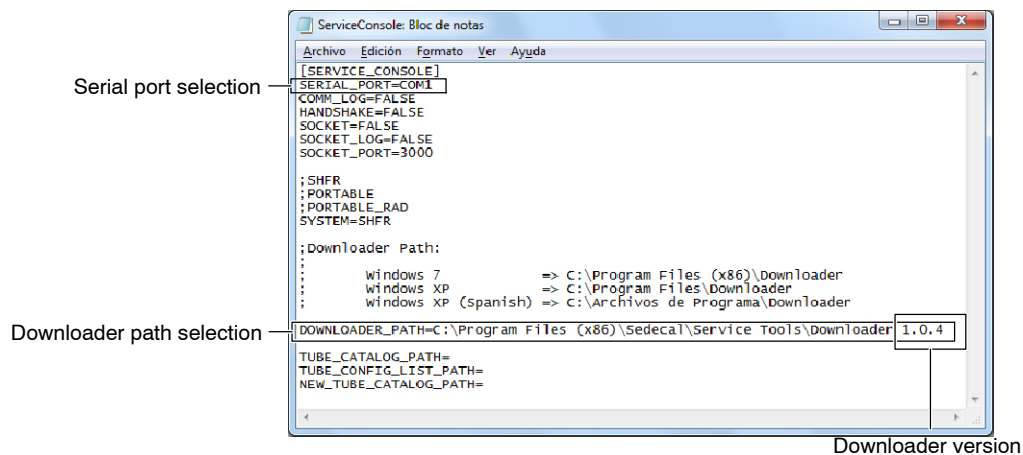 ServiceConsole: Bloc de notas
Archivo Edición Formato Ver Ayuda
[SERVICE_CONSOLE]
Serial port selection
SERIAL_PORT=COM1
COMM_LOG=FALSE
HANDSHAKE=FALSE
SOCKET=FALSE
SOCKET_LOG=FALSE
SOCKET_PORT=3000
;SHFR
;PORTABLE
;PORTABLE_RAD
SYSTEM=SHFR
;Downloader Path:
;
; Windows 7 => C:\Program Files (x86)\Downloader
; Windows XP => C:\Program Files\Downloader
; Windows XP (Spanish) => C:\Archivos de Programa\Downloader
Downloader path selection
DOWNLOADER_PATH=C:\Program Files (x86)\Sedecal\Service Tools\Downloader 1.0.4
TUBE_CATALOG_PATH=
TUBE_CONFIG_LIST_PATH=
NEW_TUBE_CATALOG_PATH=
Downloader version